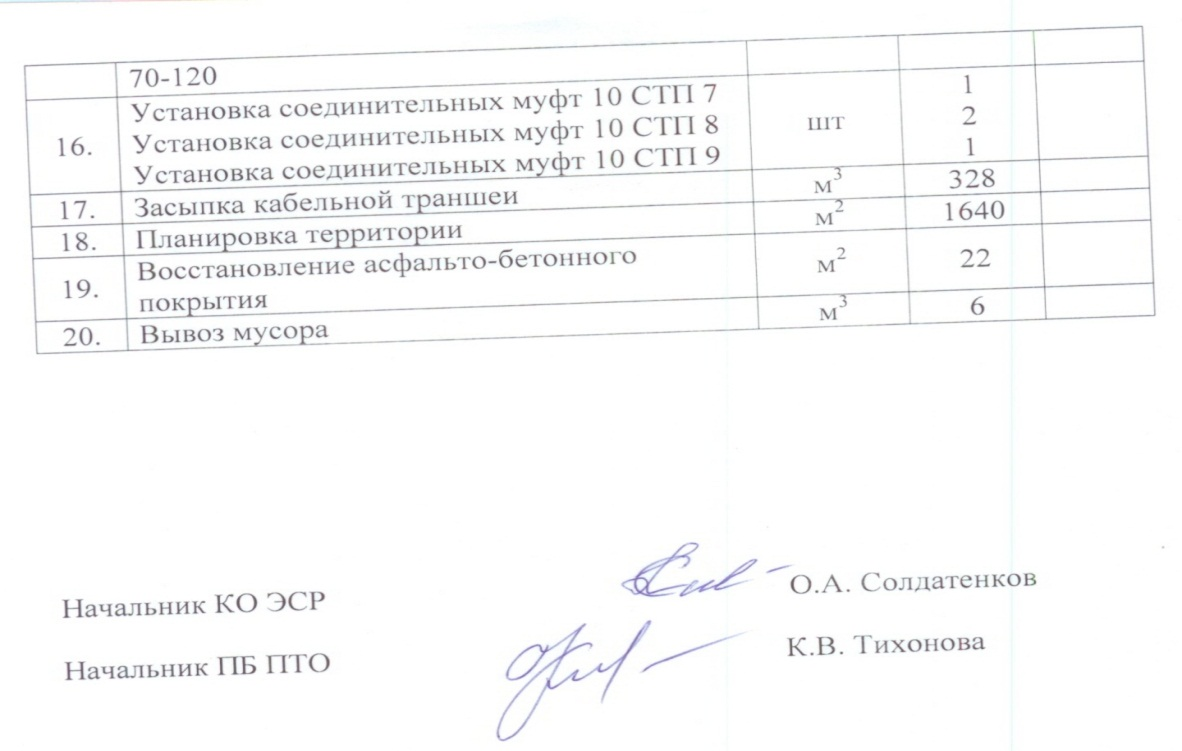 70-120
16. Установка соединительных муфт 10 СТП 7 шт 1
Установка соединительных муфт 10 СТП 8 2
Установка соединительных муфт 10 СТП 9 1
17. Засыпка кабельной траншеи м³ 328
18. Планировка территории м² 1640
19. Восстановление асфальто-бетонного м² 22
покрытия
20. Вывоз мусора м³ 6
Начальник КО ЭСР О.А. Солдатенков
Начальник ПБ ПТО К.В. Тихонова